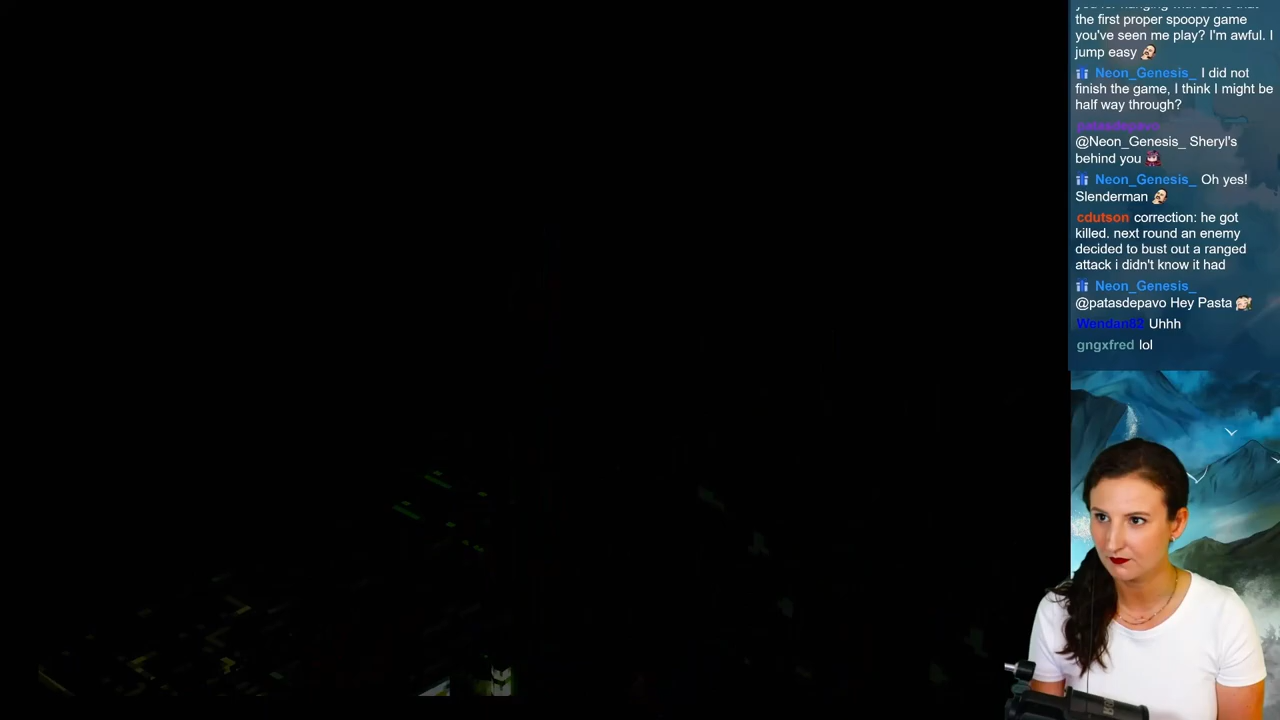 the first proper spoopy game
you've seen me play? I'm awful. I
jump easy
Neon_Genesis_ I did not
finish the game, I think I might be
half way through?
patasdepavo
@Neon_Genesis_ Sheryl's
behind you
Neon_Genesis_ Oh yes!
Slenderman
cdutson correction: he got
killed. next round an enemy
decided to bust out a ranged
attack i didn't know it had
Neon_Genesis_
@patasdepavo Hey Pasta
Wendan82 Uhhh
gngxfred lol